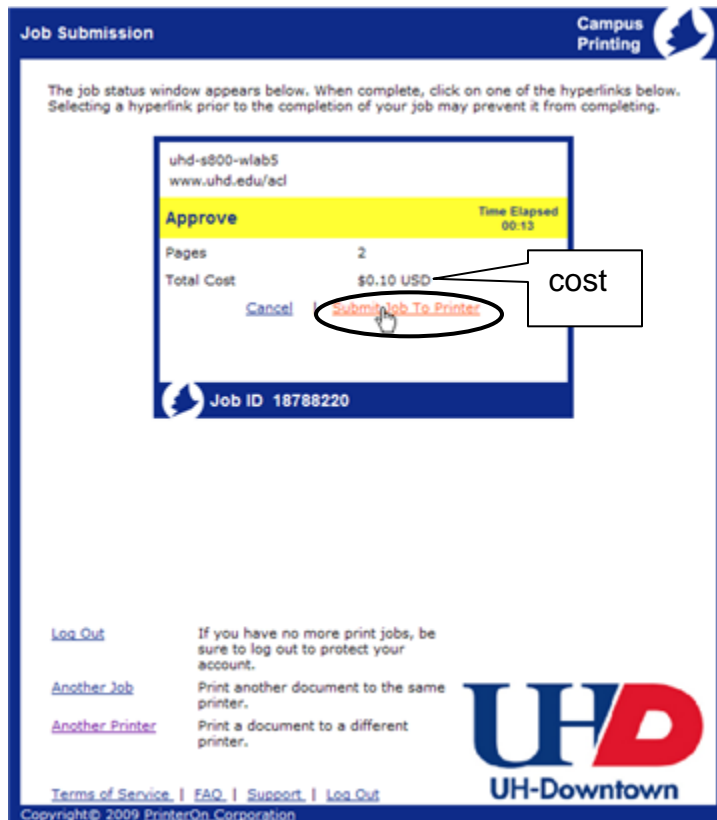 Job Submission
Campus
Printing
The job status window appears below. When complete, click on one of the hyperlinks below.
Selecting a hyperlink prior to the completion of your job may prevent it from completing.
uhd-s800-wlab5
www.uhd.edu/acl
Approve
Time Elapsed
00:13
Pages 2
Total Cost $0.10 USD
cost
Cancel | Submit Job To Printer
Job ID 18788220
Log Out If you have no more print jobs, be
sure to log out to protect your
account.
Another Job Print another document to the same
printer.
Another Printer Print a document to a different
printer.
UHD
UH-Downtown
Terms of Service | FAQ | Support | Log Out
Copyright© 2009 PrinterOn Corporation